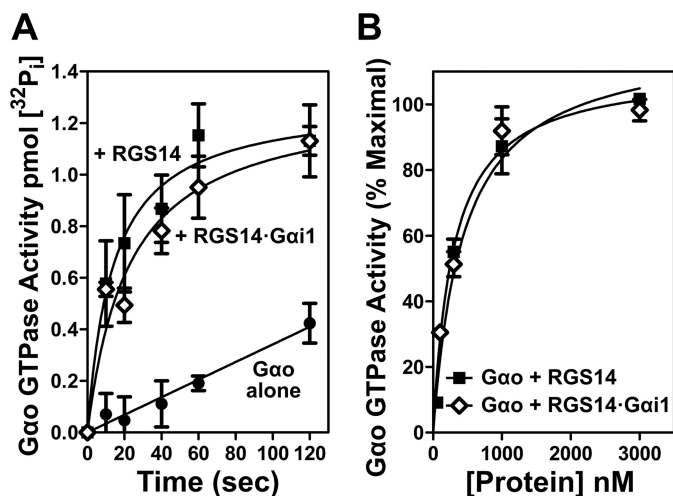 A
Gαo GTPase Activity pmol [³²Pᵢ]
1.4
1.2
1.0
0.8
0.6
0.4
0.2
0.0
0
20
40
60
80
100
120
Time (sec)
+ RGS14
+ RGS14·Gαi1
Gαo
alone
B
Gαo GTPase Activity (% Maximal)
100
80
60
40
20
0
0
1000
2000
3000
[Protein] nM
Gαo + RGS14
Gαo + RGS14·Gαi1